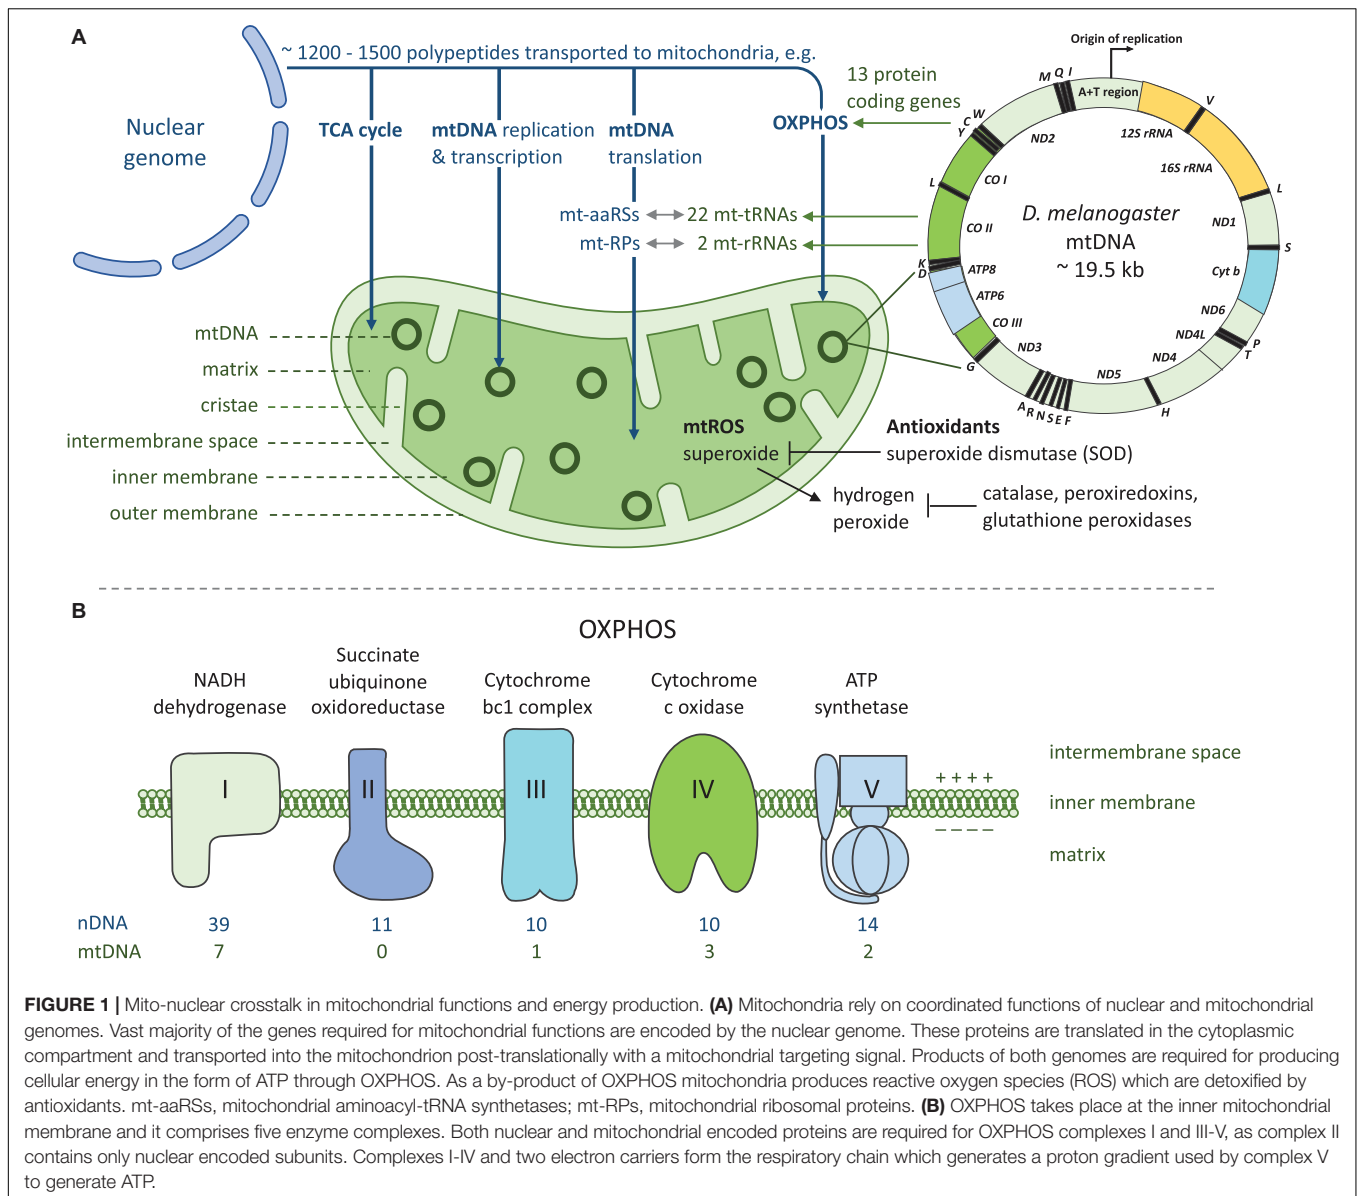 A
~ 1200 - 1500 polypeptides transported to mitochondria, e.g.
Nuclear
genome
TCA cycle
mtDNA replication
& transcription
mtDNA
translation
OXPHOS
13 protein
coding genes
mt-aaRSs
22 mt-tRNAs
mt-RPs
2 mt-rRNAs
Origin of replication
A+T region
12S rRNA
V
16S rRNA
L
ND1
S
Cyt b
ND6
P
T
ND4L
ND4
H
ND5
F
E
S
N
R
A
ND3
G
CO III
ATP6
ATP8
D
K
CO II
L
CO I
Y
C
W
ND2
M
Q
I
D. melanogaster
mtDNA
~ 19.5 kb
mtDNA
matrix
cristae
intermembrane space
inner membrane
outer membrane
mtROS
superoxide
Antioxidants
superoxide dismutase (SOD)
hydrogen
peroxide
catalase, peroxiredoxins,
glutathione peroxidases
B
OXPHOS
NADH
dehydrogenase
Succinate
ubiquinone
oxidoreductase
Cytochrome
bc1 complex
Cytochrome
c oxidase
ATP
synthetase
I
II
III
IV
V
+ + + +
– – – –
intermembrane space
inner membrane
matrix
nDNA 39 11 10 10 14
mtDNA 7 0 1 3 2
FIGURE 1 | Mito-nuclear crosstalk in mitochondrial functions and energy production. (A) Mitochondria rely on coordinated functions of nuclear and mitochondrial
genomes. Vast majority of the genes required for mitochondrial functions are encoded by the nuclear genome. These proteins are translated in the cytoplasmic
compartment and transported into the mitochondrion post-translationally with a mitochondrial targeting signal. Products of both genomes are required for producing
cellular energy in the form of ATP through OXPHOS. As a by-product of OXPHOS mitochondria produces reactive oxygen species (ROS) which are detoxified by
antioxidants. mt-aaRSs, mitochondrial aminoacyl-tRNA synthetases; mt-RPs, mitochondrial ribosomal proteins. (B) OXPHOS takes place at the inner mitochondrial
membrane and it comprises five enzyme complexes. Both nuclear and mitochondrial encoded proteins are required for OXPHOS complexes I and III-V, as complex II
contains only nuclear encoded subunits. Complexes I-IV and two electron carriers form the respiratory chain which generates a proton gradient used by complex V
to generate ATP.